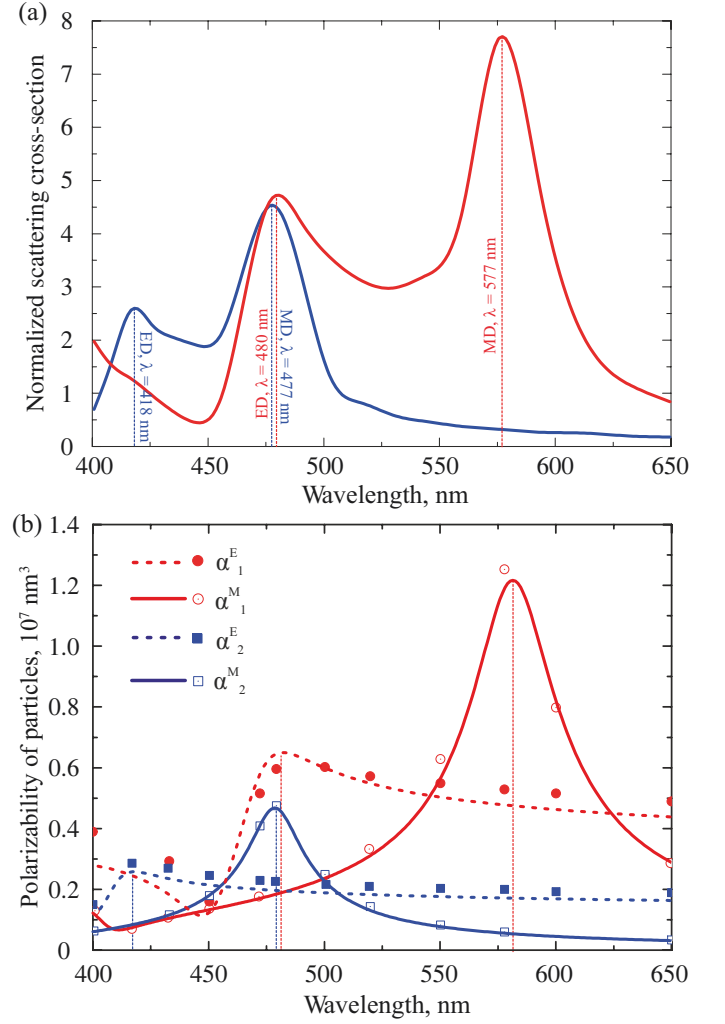 (a)
Normalized scattering cross-section
8
7
6
5
4
3
2
1
0
ED, λ = 418 nm
ED, λ = 480 nm
MD, λ = 477 nm
MD, λ = 577 nm
400 450 500 550 600 650
Wavelength, nm
(b)
Polarizability of particles, 10⁷ nm³
1.4
1.2
1.0
0.8
0.6
0.4
0.2
0
αᴱ₁
αᴹ₁
αᴱ₂
αᴹ₂
400 450 500 550 600 650
Wavelength, nm